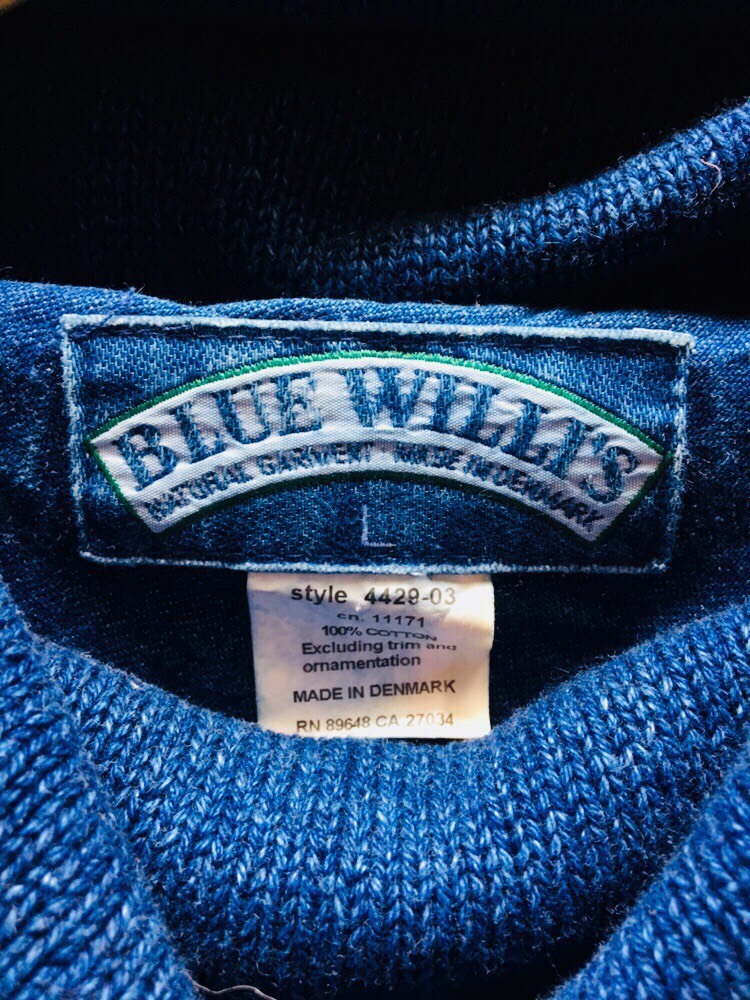 BLUE WILLI'S
NATURAL GARMENT · MADE IN DENMARK
L
style 4429-03
cn. 11171
100% COTTON
Excluding trim and
ornamentation
MADE IN DENMARK
RN 89648 CA 27034